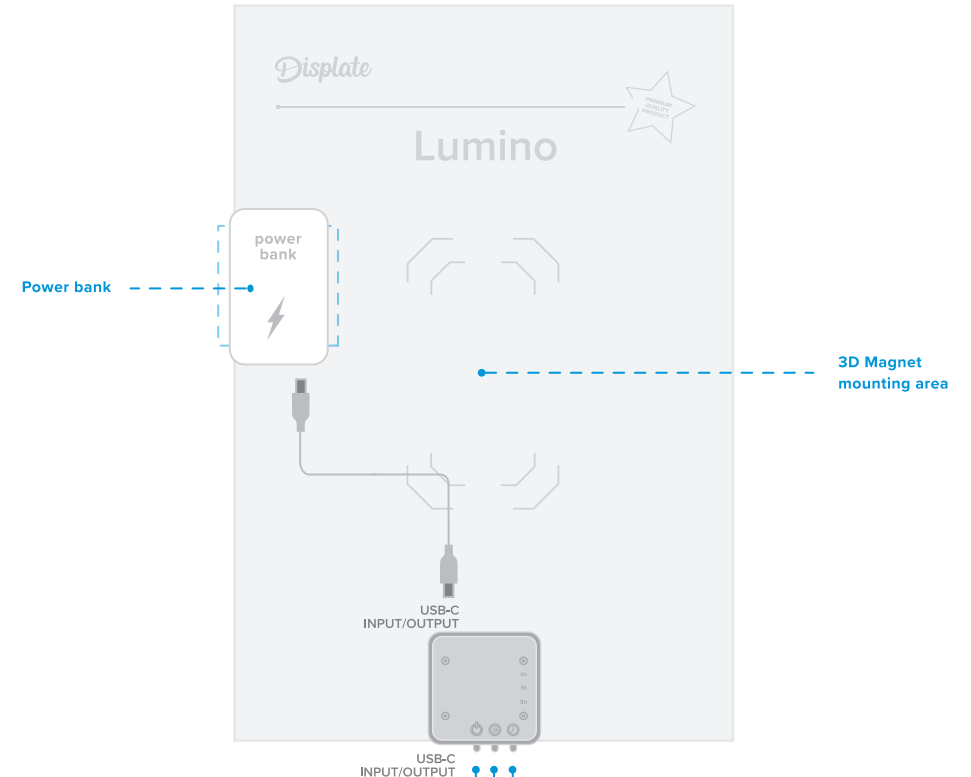 Displate
PREMIUM
QUALITY
PRODUCT
Lumino
power
bank
Power bank
3D Magnet
mounting area
USB-C
INPUT/OUTPUT
7h
5h
USB-C
INPUT/OUTPUT